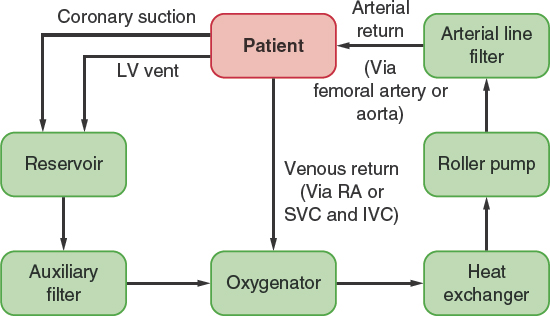 Coronary suction
LV vent
Patient
Arterial
return
(Via
femoral artery or
aorta)
Arterial line
filter
Reservoir
Venous return
(Via RA or
SVC and IVC)
Roller pump
Auxiliary
filter
Oxygenator
Heat
exchanger